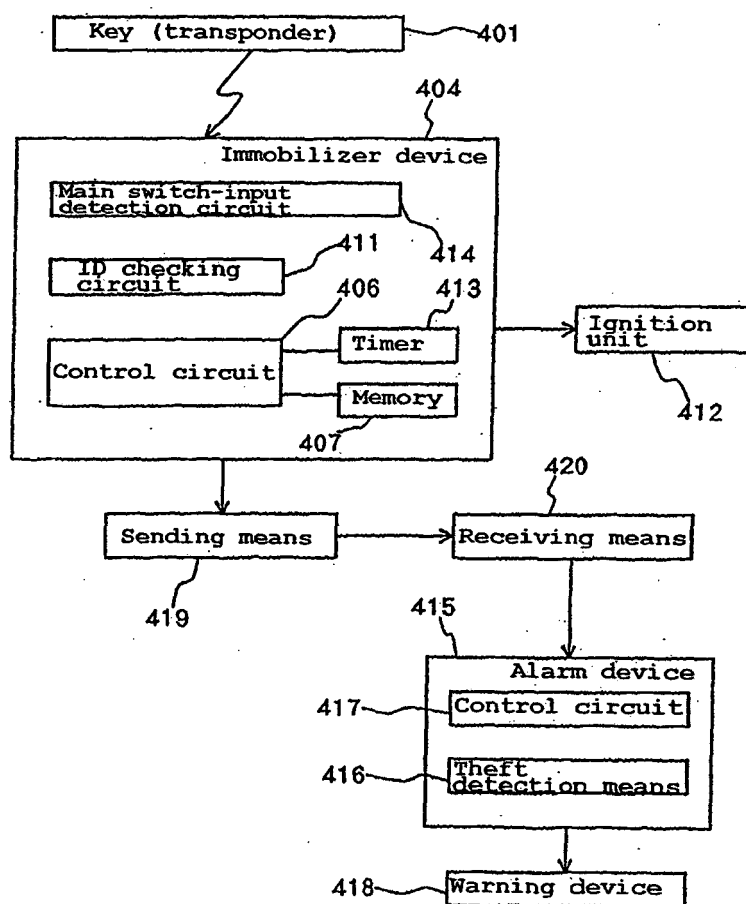 Key (transponder)
401
404
Immobilizer device
Main switch-input
detection circuit
414
ID checking
circuit
411
406
413
Control circuit
Timer
Memory
407
Ignition
unit
412
420
Sending means
Receiving means
419
415
Alarm device
417
Control circuit
416
Theft
detection means
418
Warning device